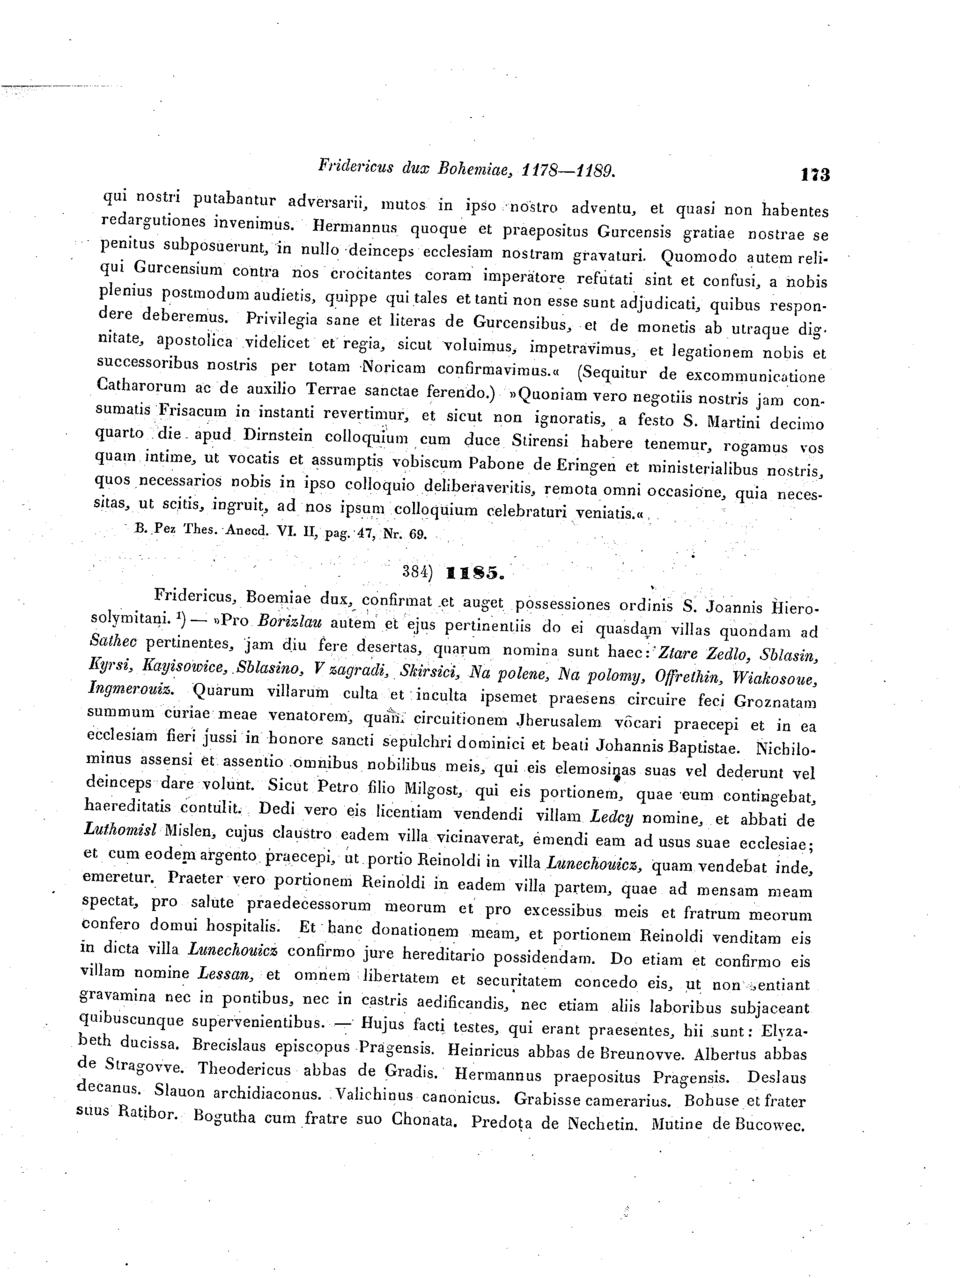 Fridericus dux Bohemiae, 1178—1189. 173
qui nostri putabantur adversarii, mutos in ipso nostro adventu, et quasi non habentes
redargutiones invenimus. Hermannus quoque et praepositus Gurcensis gratiae nostrae se
penitus subposuerunt, in nullo deinceps ecclesiam nostram gravaturi. Quomodo autem reli-
qui Gurcensium contra nos crocitantes coram imperatore refutati sint et confusi, a nobis
plenius postmodum audietis, quippe qui tales et tanti non esse sunt adjudicati, quibus respon-
dere deberemus. Privilegia sane et literas de Gurcensibus, et de monetis ab utraque dig-
nitate, apostolica videlicet et regia, sicut voluimus, impetravimus, et legationem nobis et
successoribus nostris per totam Noricam confirmavimus.« (Sequitur de excommunicatione
Catharorum ac de auxilio Terrae sanctae ferendo.) »Quoniam vero negotiis nostris jam con-
sumatis Frisacum in instanti revertimur, et sicut non ignoratis, a festo S. Martini decimo
quarto die apud Dirnstein colloquium cum duce Stirensi habere tenemur, rogamus vos
quam intime, ut vocatis et assumptis vobiscum Pabone de Eringen et ministerialibus nostris,
quos necessarios nobis in ipso colloquio deliberaveritis, remota omni occasione, quia neces-
sitas, ut scitis, ingruit, ad nos ipsum colloquium celebraturi veniatis.«
B. Pez Thes. Anecd. VI. II, pag. 47, Nr. 69.
384) 1185.
Fridericus, Boemiae dux, confirmat et auget possessiones ordinis S. Joannis Hiero-
solymitani. ¹) — »Pro Borizlau autem et ejus pertinentiis do ei quasdam villas quondam ad
Sathec pertinentes, jam diu fere desertas, quarum nomina sunt haec: Ztare Zedlo, Sblasin,
Kyrsi, Kayisowice, Sblasino, V zagradi, Skirsici, Na polene, Na polomy, Offrethin, Wiakosoue,
Ingmerouiz. Quarum villarum culta et inculta ipsemet praesens circuire feci Groznatam
summum curiae meae venatorem, quam circuitionem Jherusalem vocari praecepi et in ea
ecclesiam fieri jussi in honore sancti sepulchri dominici et beati Johannis Baptistae. Nichilo-
minus assensi et assentio omnibus nobilibus meis, qui eis elemosinas suas vel dederunt vel
deinceps dare volunt. Sicut Petro filio Milgost, qui eis portionem, quae eum contingebat,
haereditatis contulit. Dedi vero eis licentiam vendendi villam Ledcy nomine, et abbati de
Luthomisl Mislen, cujus claustro eadem villa vicinaverat, emendi eam ad usus suae ecclesiae;
et cum eodem argento praecepi, ut portio Reinoldi in villa Lunechouicz, quam vendebat inde,
emeretur. Praeter vero portionem Reinoldi in eadem villa partem, quae ad mensam meam
spectat, pro salute praedecessorum meorum et pro excessibus meis et fratrum meorum
confero domui hospitalis. Et hanc donationem meam, et portionem Reinoldi venditam eis
in dicta villa Lunechouicz confirmo jure hereditario possidendam. Do etiam et confirmo eis
villam nomine Lessan, et omnem libertatem et securitatem concedo eis, ut non sentiant
gravamina nec in pontibus, nec in castris aedificandis, nec etiam aliis laboribus subjaceant
quibuscunque supervenientibus. — Hujus facti testes, qui erant praesentes, hii sunt: Elyza-
beth ducissa. Brecislaus episcopus Pragensis. Heinricus abbas de Breunovve. Albertus abbas
de Stragovve. Theodericus abbas de Gradis. Hermannus praepositus Pragensis. Deslaus
decanus. Slauon archidiaconus. Valichinus canonicus. Grabisse camerarius. Bohuse et frater
suus Ratibor. Bogutha cum fratre suo Chonata. Predota de Nechetin. Mutine de Bucowec.